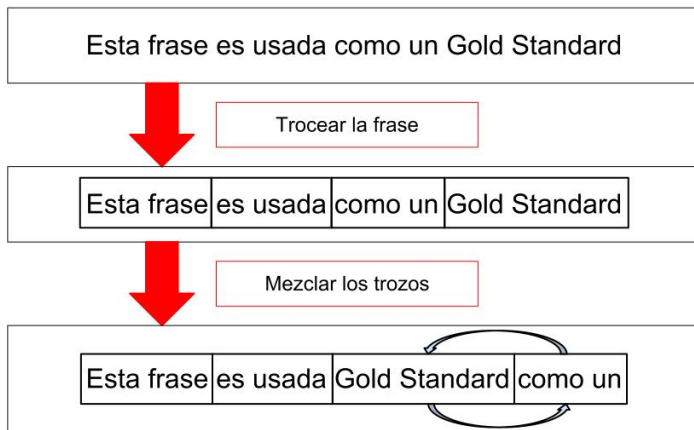 Esta frase es usada como un Gold Standard
Trocear la frase
Esta frase es usada como un Gold Standard
Mezclar los trozos
Esta frase es usada Gold Standard como un